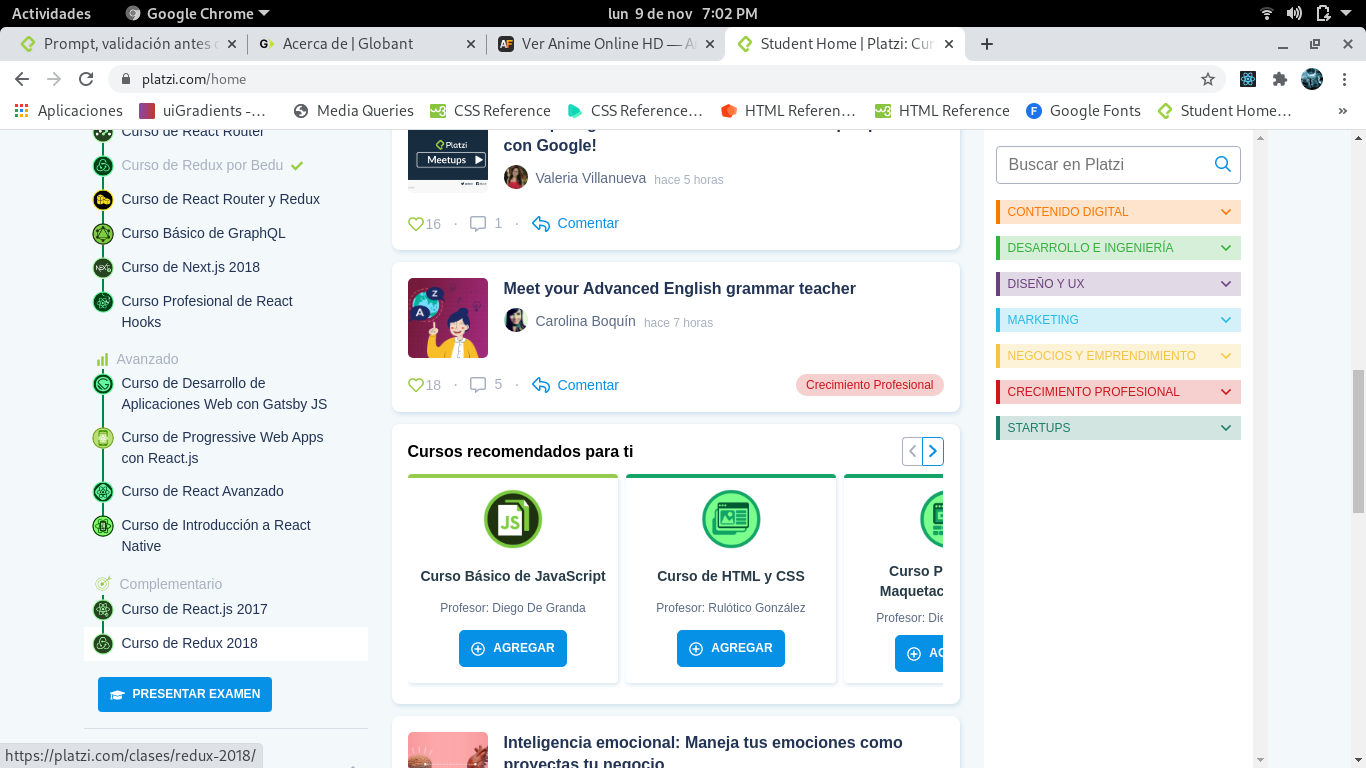 Actividades
Google Chrome
lun 9 de nov 7:02 PM
Prompt, validación antes
Acerca de | Globant
Ver Anime Online HD —
Student Home | Platzi: Cur
platzi.com/home
Aplicaciones
uiGradients -...
Media Queries
CSS Reference
CSS Reference...
HTML Referen...
HTML Reference
Google Fonts
Student Home...
»
Curso de React Router
Curso de Redux por Bedu
Curso de React Router y Redux
Curso Básico de GraphQL
Curso de Next.js 2018
Curso Profesional de React
Hooks
Avanzado
Curso de Desarrollo de
Aplicaciones Web con Gatsby JS
Curso de Progressive Web Apps
con React.js
Curso de React Avanzado
Curso de Introducción a React
Native
Complementario
Curso de React.js 2017
Curso de Redux 2018
PRESENTAR EXAMEN
https://platzi.com/clases/redux-2018/
Platzi
Meetups
con Google!
Valeria Villanueva hace 5 horas
16 · 1 · Comentar
A Z
Meet your Advanced English grammar teacher
Carolina Boquín hace 7 horas
18 · 5 · Comentar
Crecimiento Profesional
Cursos recomendados para ti
JS
Curso Básico de JavaScript
Profesor: Diego De Granda
AGREGAR
Curso de HTML y CSS
Profesor: Rulótico González
AGREGAR
Curso P
Maquetac
Profesor: Die
AG
Inteligencia emocional: Maneja tus emociones como
proyectas tu negocio
Buscar en Platzi
CONTENIDO DIGITAL
DESARROLLO E INGENIERÍA
DISEÑO Y UX
MARKETING
NEGOCIOS Y EMPRENDIMIENTO
CRECIMIENTO PROFESIONAL
STARTUPS